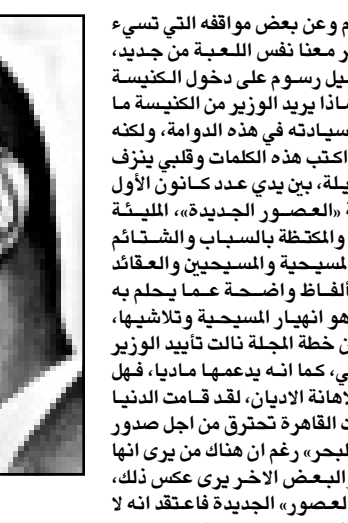 م وعن بعض مواقفه التي تسيء
ر معنا نفس اللعبة من جديد،
يل رسوم على دخول الكنيسة
ماذا يريد الوزير من الكنيسة ما
سيادته في هذه الدوامة، ولكنه
اكتب هذه الكلمات وقلبي ينزف
يلة، بين يدي عدد كانون الأول
ة «العصور الجديدة»، المليئة
والمكتظة بالسباب والشتائم
لمسيحية والمسيحيين والعقائد
ألفاظ واضحة عما يحلم به
هو انهيار المسيحية وتلاشيها،
ن خطة المجلة نالت تأييد الوزير
ي، كما انه يدعمها ماديا، فهل
لاهانة الاديان، لقد قامت الدنيا
ت القاهرة تحترق من اجل صدور
لبحر» رغم ان هناك من يرى انها
والبعض الاخر يرى عكس ذلك،
لعصور» الجديدة فاعتقد انه لا